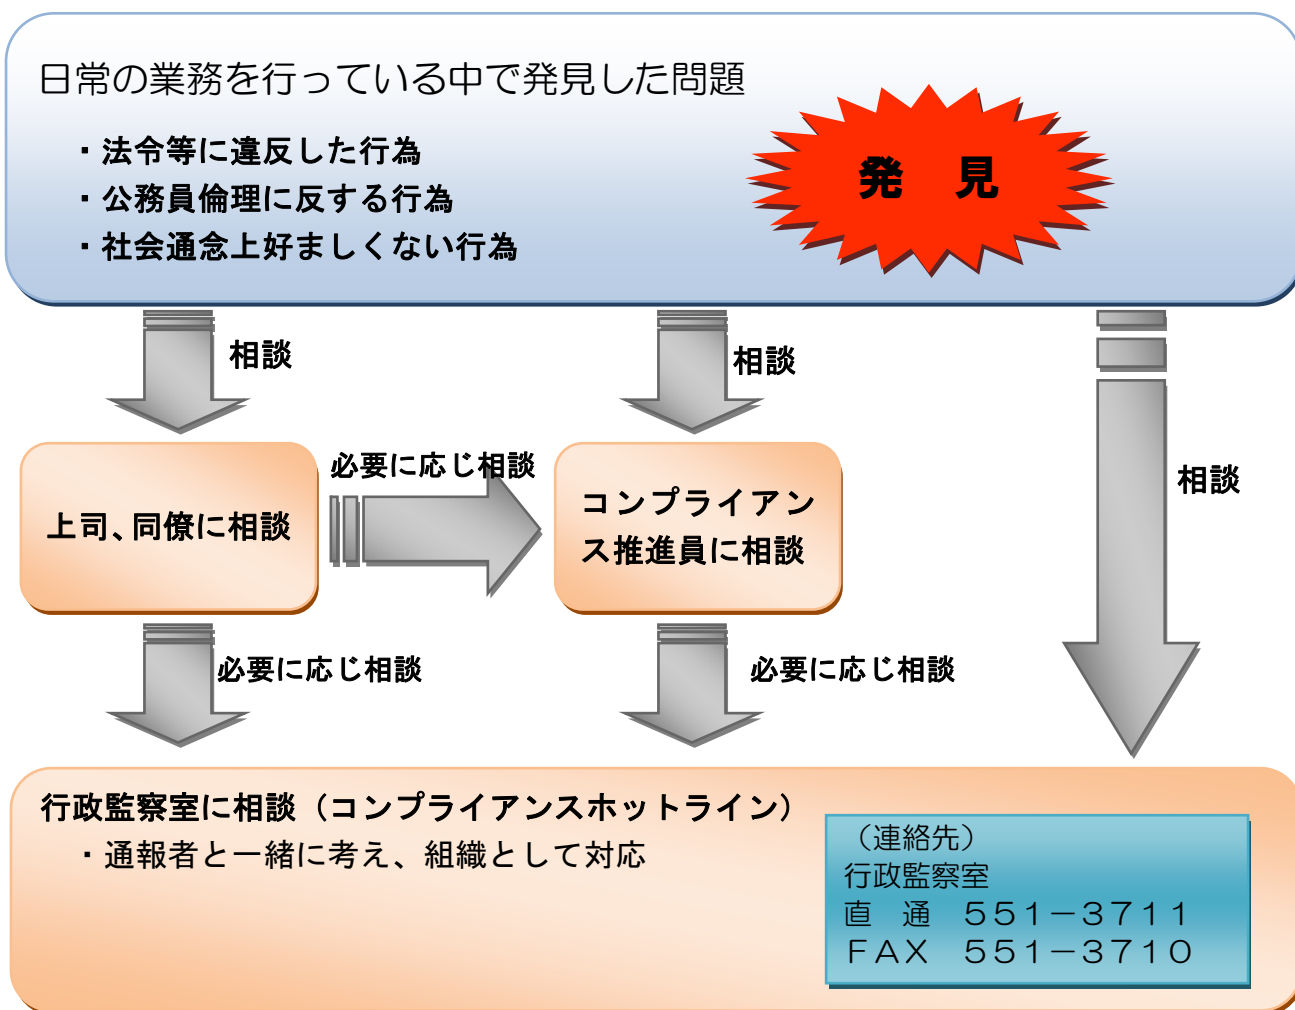 日常の業務を行っている中で発見した問題
・法令等に違反した行為
・公務員倫理に反する行為
・社会通念上好ましくない行為
発　見
相談
相談
相談
必要に応じ相談
上司、同僚に相談
コンプライアン
ス推進員に相談
必要に応じ相談
必要に応じ相談
行政監察室に相談（コンプライアンスホットライン）
・通報者と一緒に考え、組織として対応
（連絡先）
行政監察室
直　通　５５１－３７１１
ＦＡＸ　５５１－３７１０